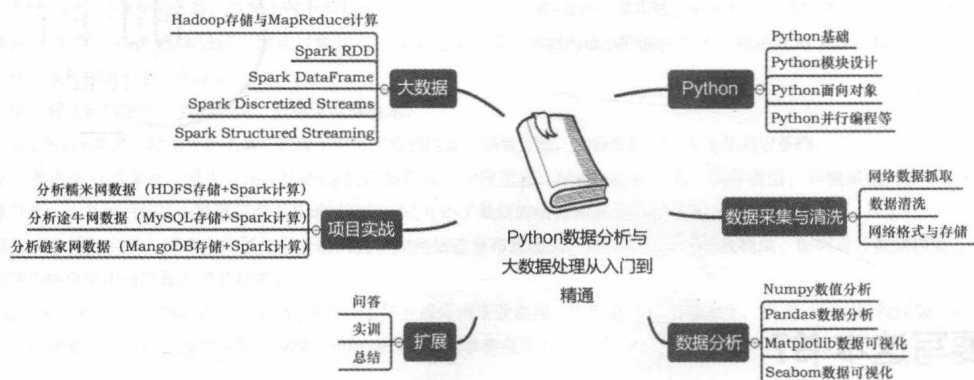 Hadoop存储与MapReduce计算
Spark RDD
Spark DataFrame
Spark Discretized Streams
Spark Structured Streaming
大数据
分析糯米网数据（HDFS存储+Spark计算）
分析途牛网数据（MySQL存储+Spark计算）
分析链家网数据（MangoDB存储+Spark计算）
项目实战
问答
实训
总结
扩展
Python数据分析与
大数据处理从入门到
精通
Python
Python基础
Python模块设计
Python面向对象
Python并行编程等
数据采集与清洗
网络数据抓取
数据清洗
网络格式与存储
数据分析
Numpy数值分析
Pandas数据分析
Matplotlib数据可视化
Seabom数据可视化